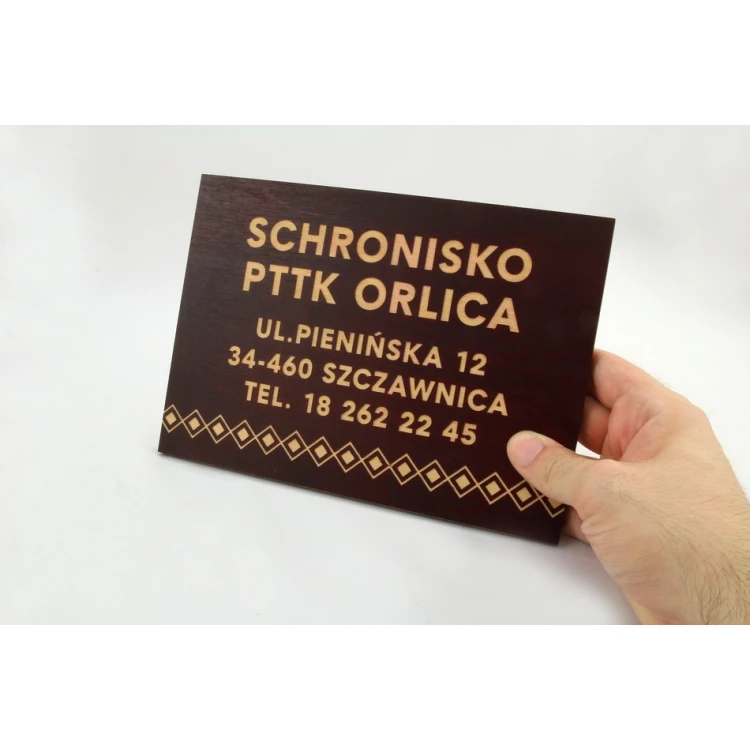 SCHRONISKO
PTTK ORLICA
UL.PIENIŃSKA 12
34-460 SZCZAWNICA
TEL. 18 262 22 45